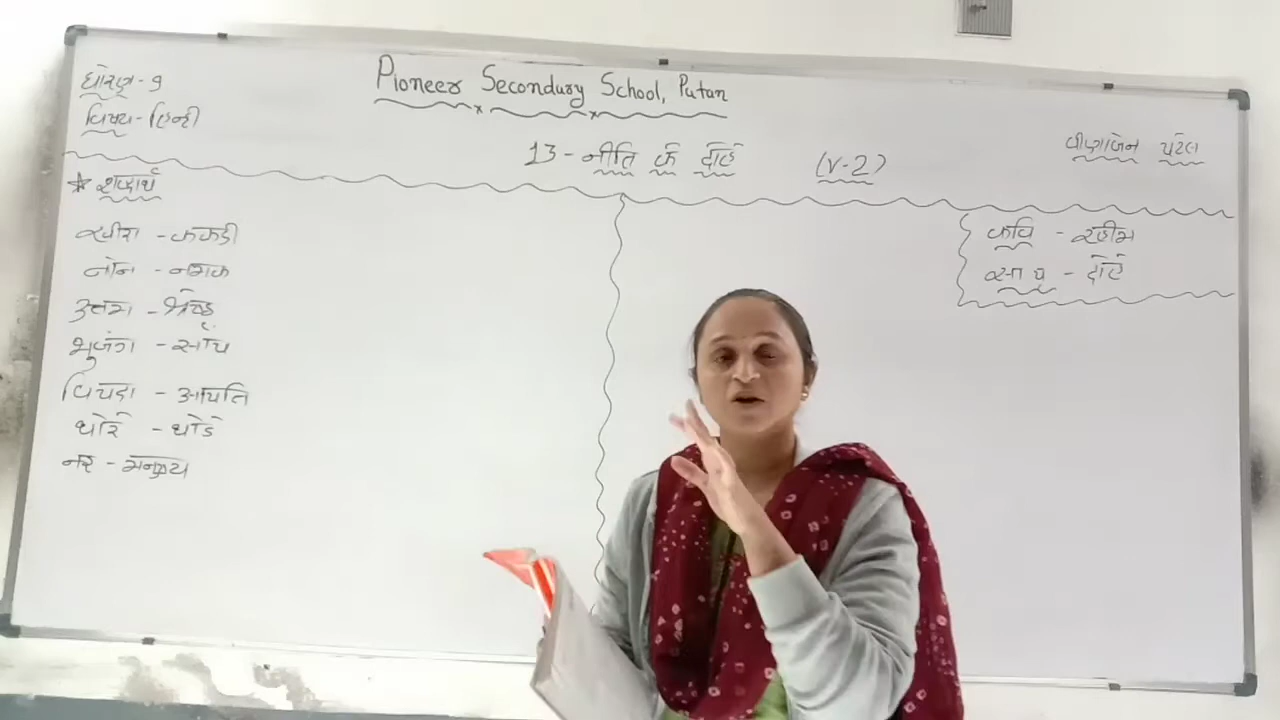 Pioneer Secondary School, Patan
धोरण - 9
विषय - हिन्दी
13 - नीति के दोहे (V-2)
वीणाबेन पटेल
★ शब्दार्थ
खीरा - ककडी
नोन - नमक
उत्तम - श्रेष्ठ
भुजंग - साँप
विपदा - आपति
थोरे - थोडे
नर - मनुष्य
कवि - रहीम
साप - दोहे